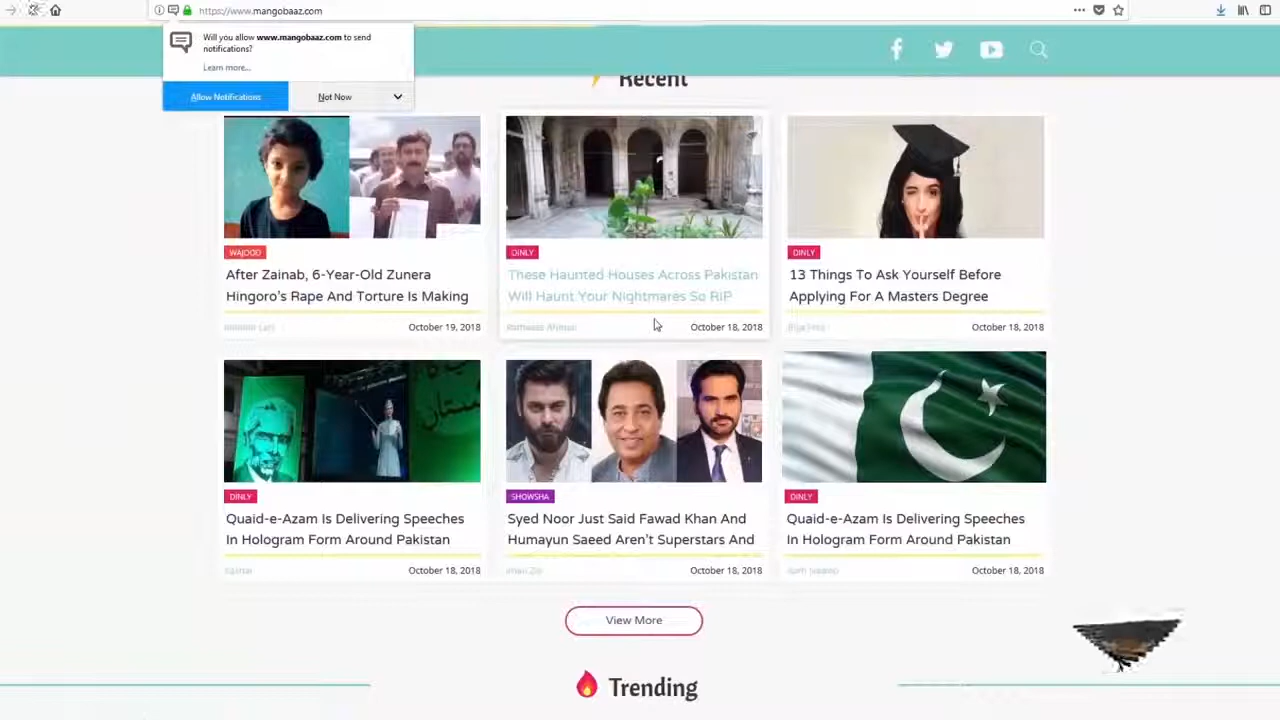 https://www.mangobaaz.com
Will you allow www.mangobaaz.com to send
notifications?
Learn more...
Allow Notifications
Not Now
Recent
WAJOOD
After Zainab, 6-Year-Old Zunera
Hingoro's Rape And Torture Is Making
October 19, 2018
DINLY
These Haunted Houses Across Pakistan
Will Haunt Your Nightmares So RIP
October 18, 2018
DINLY
13 Things To Ask Yourself Before
Applying For A Masters Degree
October 18, 2018
DINLY
Quaid-e-Azam Is Delivering Speeches
In Hologram Form Around Pakistan
October 18, 2018
SHOWSHA
Syed Noor Just Said Fawad Khan And
Humayun Saeed Aren't Superstars And
October 18, 2018
DINLY
Quaid-e-Azam Is Delivering Speeches
In Hologram Form Around Pakistan
October 18, 2018
View More
Trending